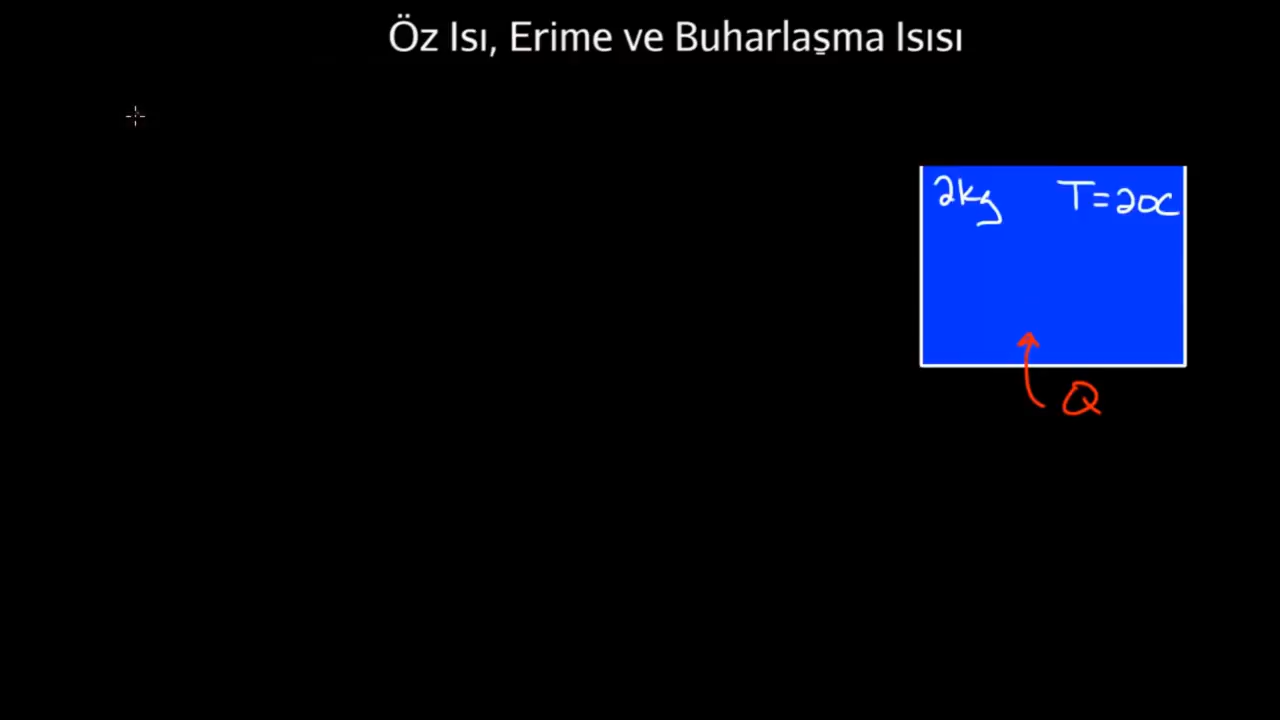 Öz Isı, Erime ve Buharlaşma Isısı
2kg T=20C
Q